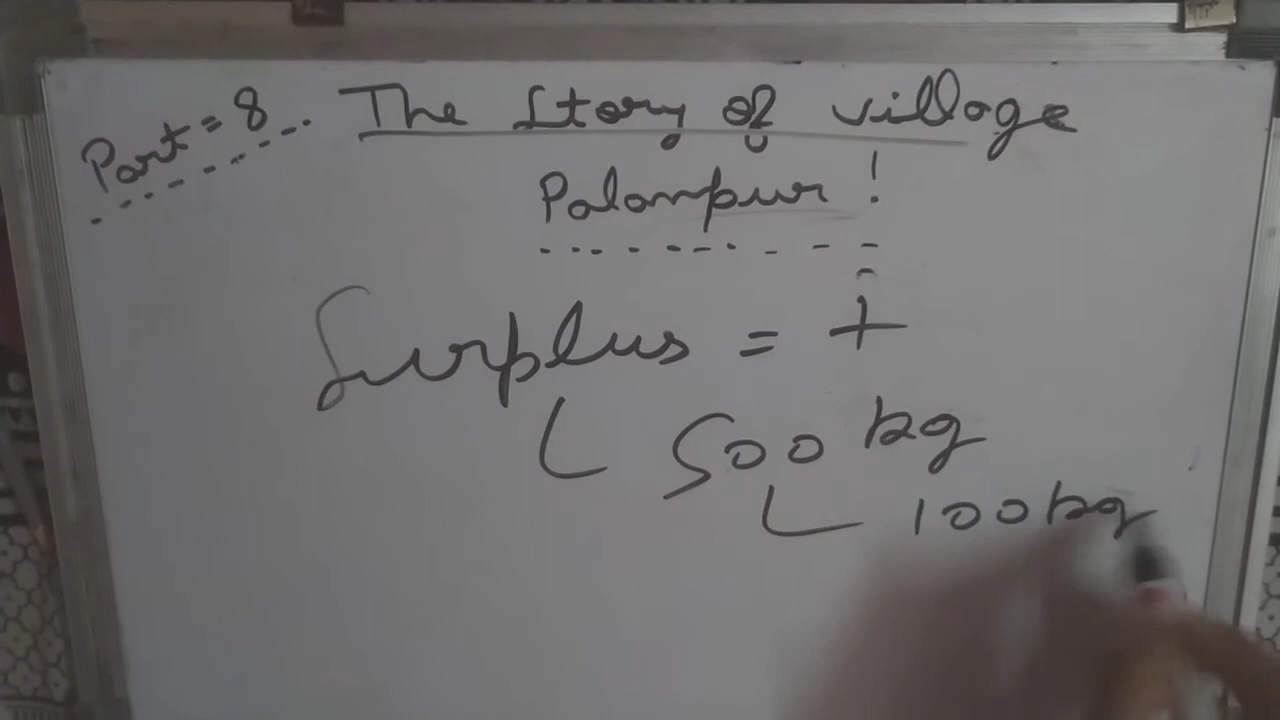 Part = 8
The Story of village
Palampur !
Surplus = +
500 kg
100 kg